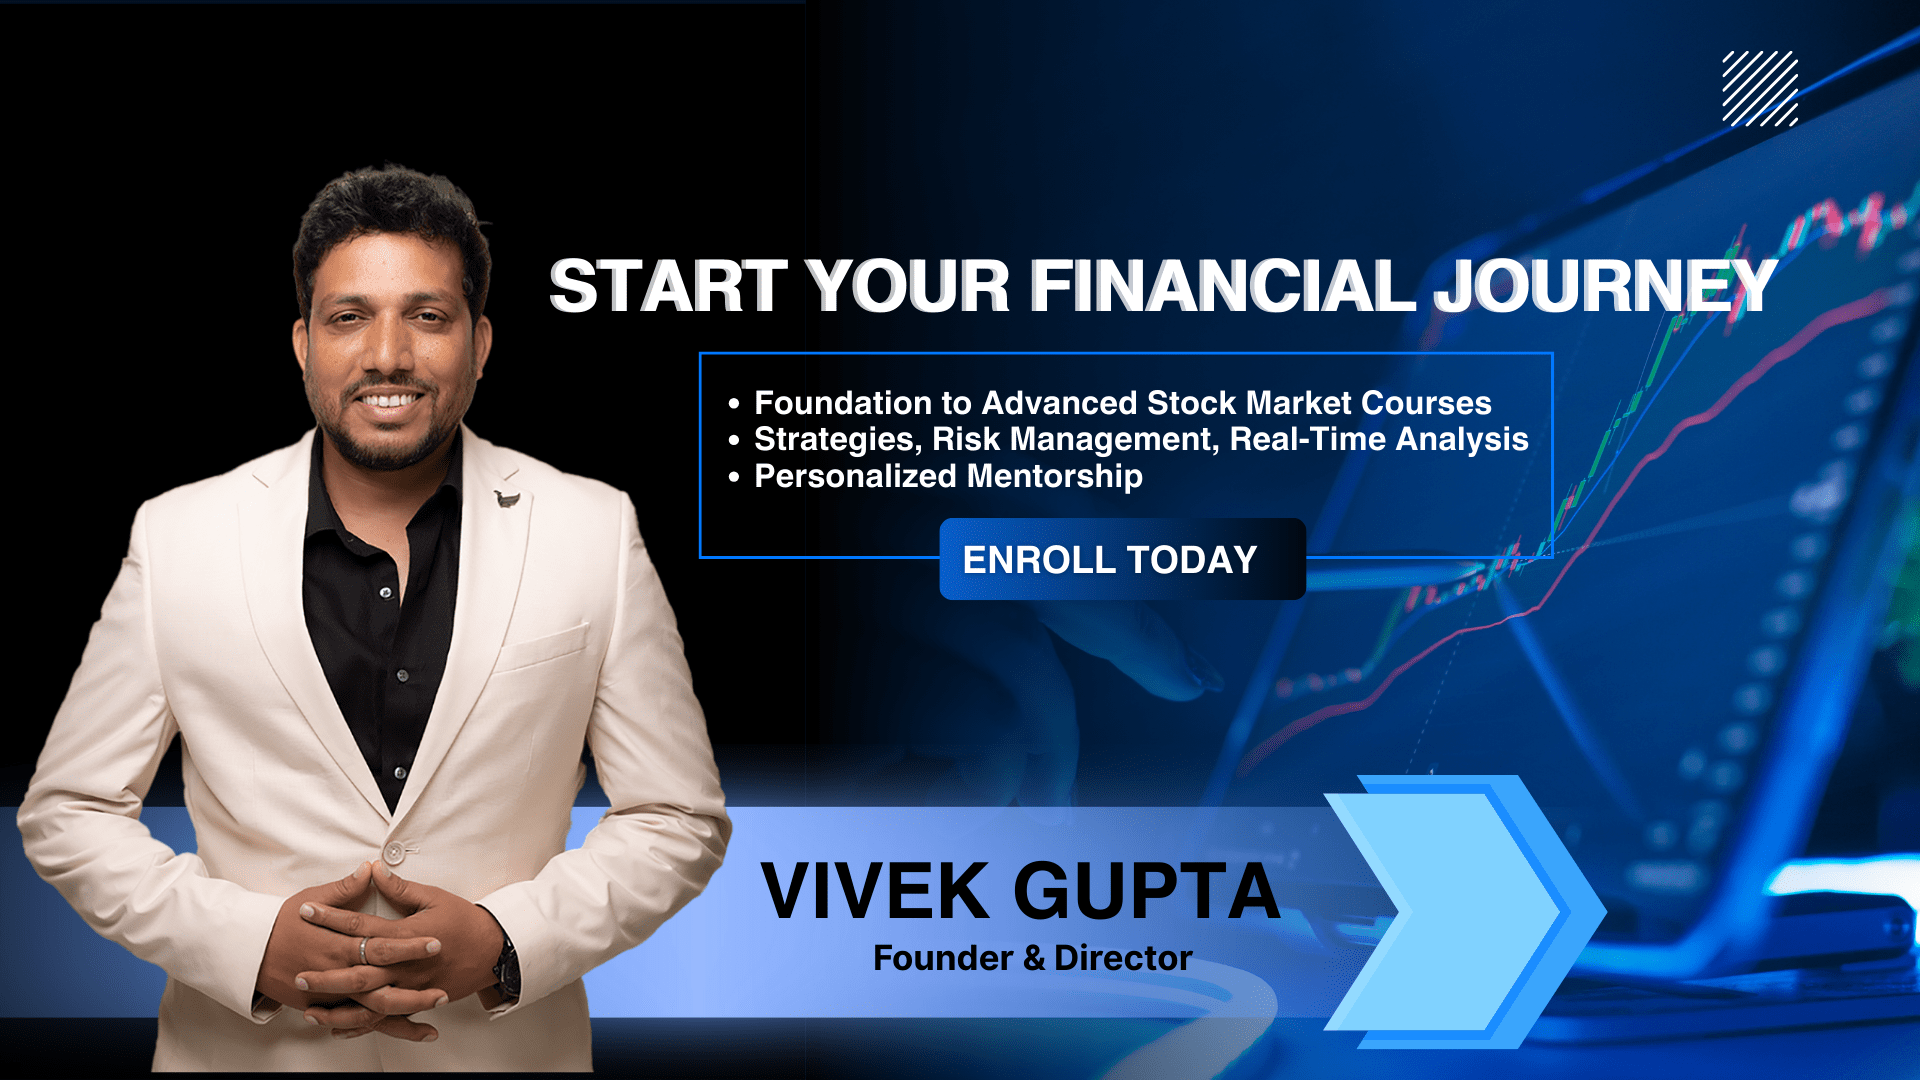 START YOUR FINANCIAL JOURNEY
• Foundation to Advanced Stock Market Courses
• Strategies, Risk Management, Real-Time Analysis
• Personalized Mentorship
ENROLL TODAY
VIVEK GUPTA
Founder & Director